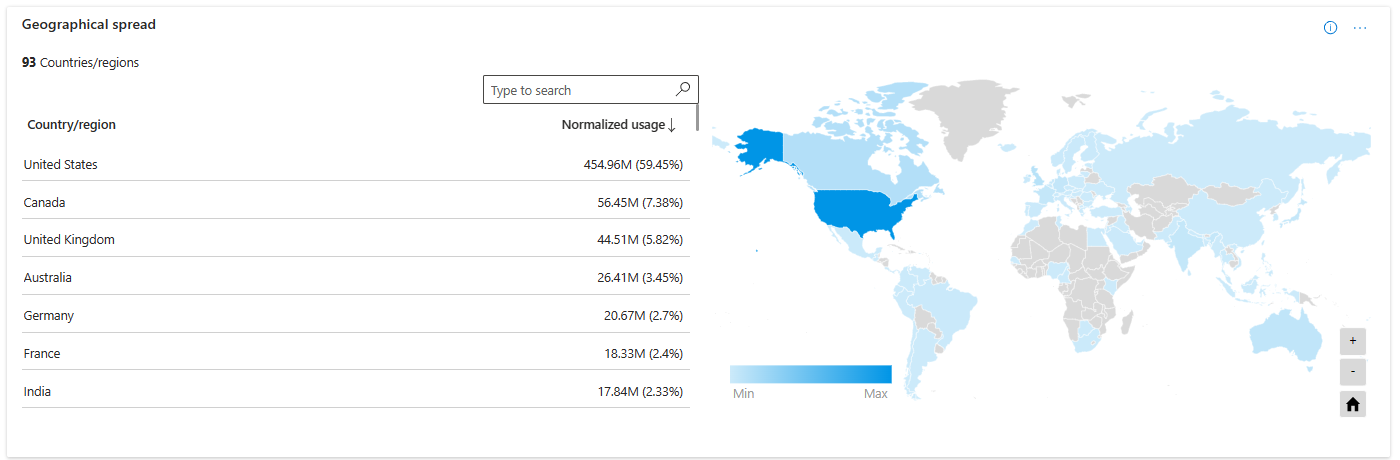 Geographical spread
93 Countries/regions
Type to search
Country/region Normalized usage↓
United States 454.96M (59.45%)
Canada 56.45M (7.38%)
United Kingdom 44.51M (5.82%)
Australia 26.41M (3.45%)
Germany 20.67M (2.7%)
France 18.33M (2.4%)
India 17.84M (2.33%)
Min Max
+
-